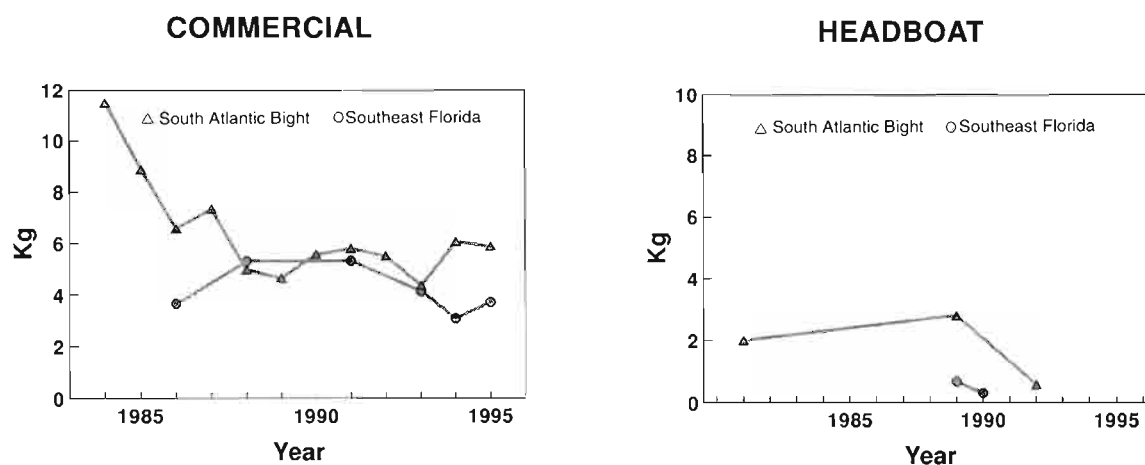 COMMERCIAL
12
10
8
6
4
2
0
Kg
South Atlantic Bight
Southeast Florida
1985
1990
1995
Year
HEADBOAT
10
8
6
4
2
0
Kg
South Atlantic Bight
Southeast Florida
1985
1990
1995
Year